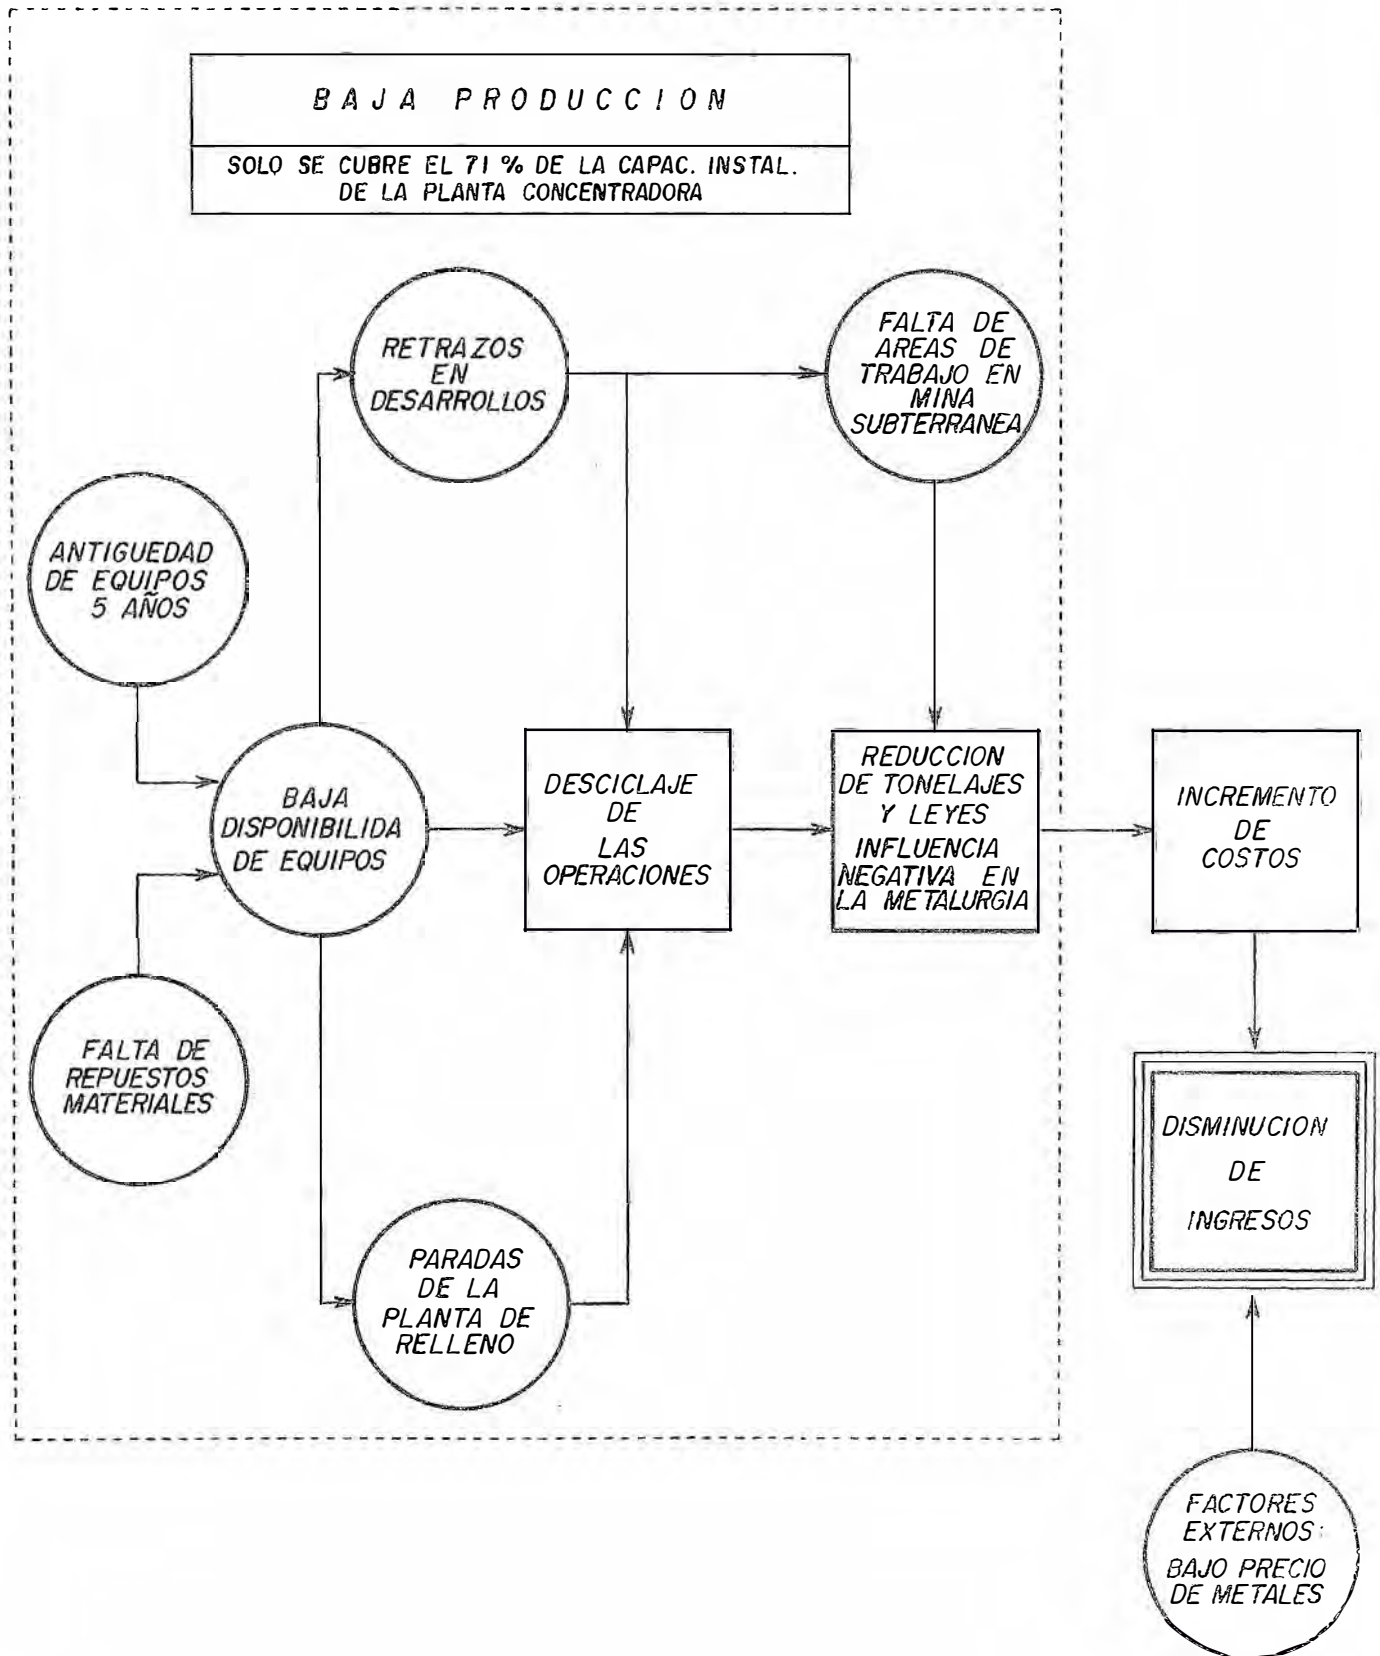 BAJA PRODUCCION
SOLO SE CUBRE EL 71 % DE LA CAPAC. INSTAL.
DE LA PLANTA CONCENTRADORA
RETRAZOS
EN
DESARROLLOS
FALTA DE
AREAS DE
TRABAJO EN
MINA
SUBTERRANEA
ANTIGUEDAD
DE EQUIPOS
5 AÑOS
BAJA
DISPONIBILIDA
DE EQUIPOS
DESCICLAJE
DE
LAS
OPERACIONES
REDUCCION
DE TONELAJES
Y LEYES
INFLUENCIA
NEGATIVA EN
LA METALURGIA
INCREMENTO
DE
COSTOS
FALTA DE
REPUESTOS
MATERIALES
DISMINUCION
DE
INGRESOS
PARADAS
DE LA
PLANTA DE
RELLENO
FACTORES
EXTERNOS:
BAJO PRECIO
DE METALES